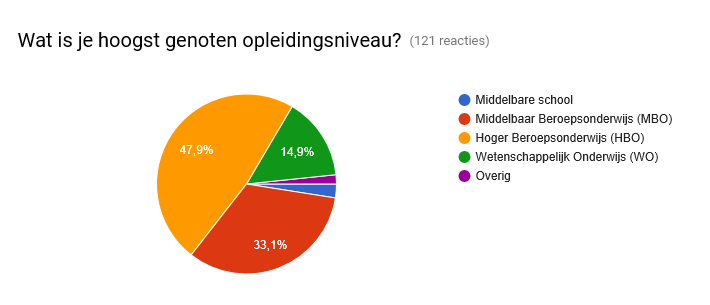 Wat is je hoogst genoten opleidingsniveau? (121 reacties)
Middelbare school
Middelbaar Beroepsonderwijs (MBO)
Hoger Beroepsonderwijs (HBO)
Wetenschappelijk Onderwijs (WO)
Overig
47,9%
14,9%
33,1%